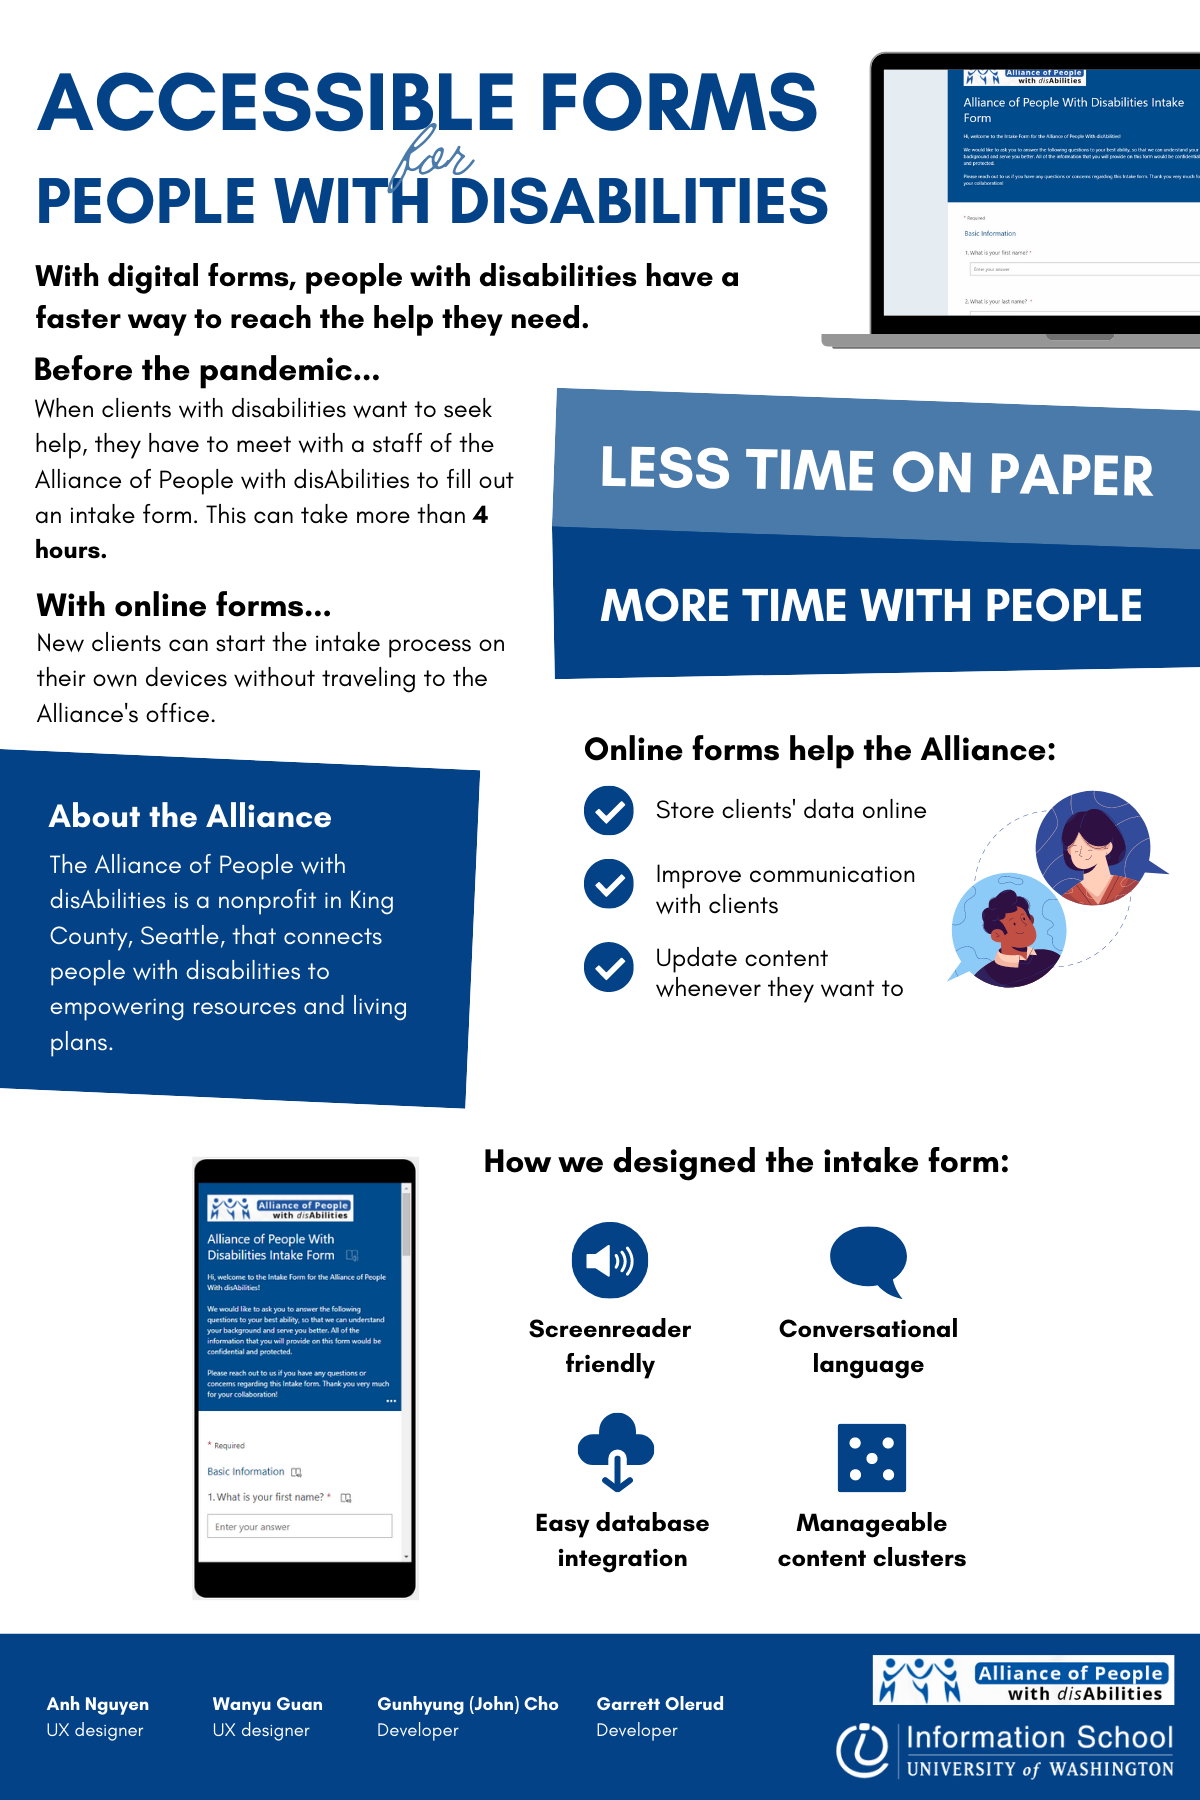 ACCESSIBLE FORMS
for
PEOPLE WITH DISABILITIES
With digital forms, people with disabilities have a
faster way to reach the help they need.
Alliance of People
with disAbilities
Alliance of People With Disabilities Intake
Form
Hi, welcome to the Intake Form for the Alliance of People With disAbilities!
We would like to ask you to answer the following questions to your best ability, so that we can understand your
background and serve you better. All of the information that you will provide on this form would be confidential
and protected.
Please reach out to us if you have any questions or concerns regarding this Intake form. Thank you very much for
your collaboration!
* Required
Basic Information
1. What is your first name? *
Enter your answer
2. What is your last name? *
Before the pandemic...
When clients with disabilities want to seek
help, they have to meet with a staff of the
Alliance of People with disAbilities to fill out
an intake form. This can take more than 4
hours.
With online forms...
New clients can start the intake process on
their own devices without traveling to the
Alliance's office.
LESS TIME ON PAPER
MORE TIME WITH PEOPLE
About the Alliance
The Alliance of People with
disAbilities is a nonprofit in King
County, Seattle, that connects
people with disabilities to
empowering resources and living
plans.
Online forms help the Alliance:
Store clients' data online
Improve communication
with clients
Update content
whenever they want to
Alliance of People
with disAbilities
Alliance of People With
Disabilities Intake Form
Hi, welcome to the Intake Form for the Alliance of People
With disAbilities!
We would like to ask you to answer the following
questions to your best ability, so that we can understand
your background and serve you better. All of the
information that you will provide on this form would be
confidential and protected.
Please reach out to us if you have any questions or
concerns regarding this Intake form. Thank you very much
for your collaboration!
* Required
Basic Information
1. What is your first name? *
Enter your answer
How we designed the intake form:
Screenreader
friendly
Conversational
language
Easy database
integration
Manageable
content clusters
Anh Nguyen
UX designer
Wanyu Guan
UX designer
Gunhyung (John) Cho
Developer
Garrett Olerud
Developer
Alliance of People
with disAbilities
Information School
UNIVERSITY of WASHINGTON